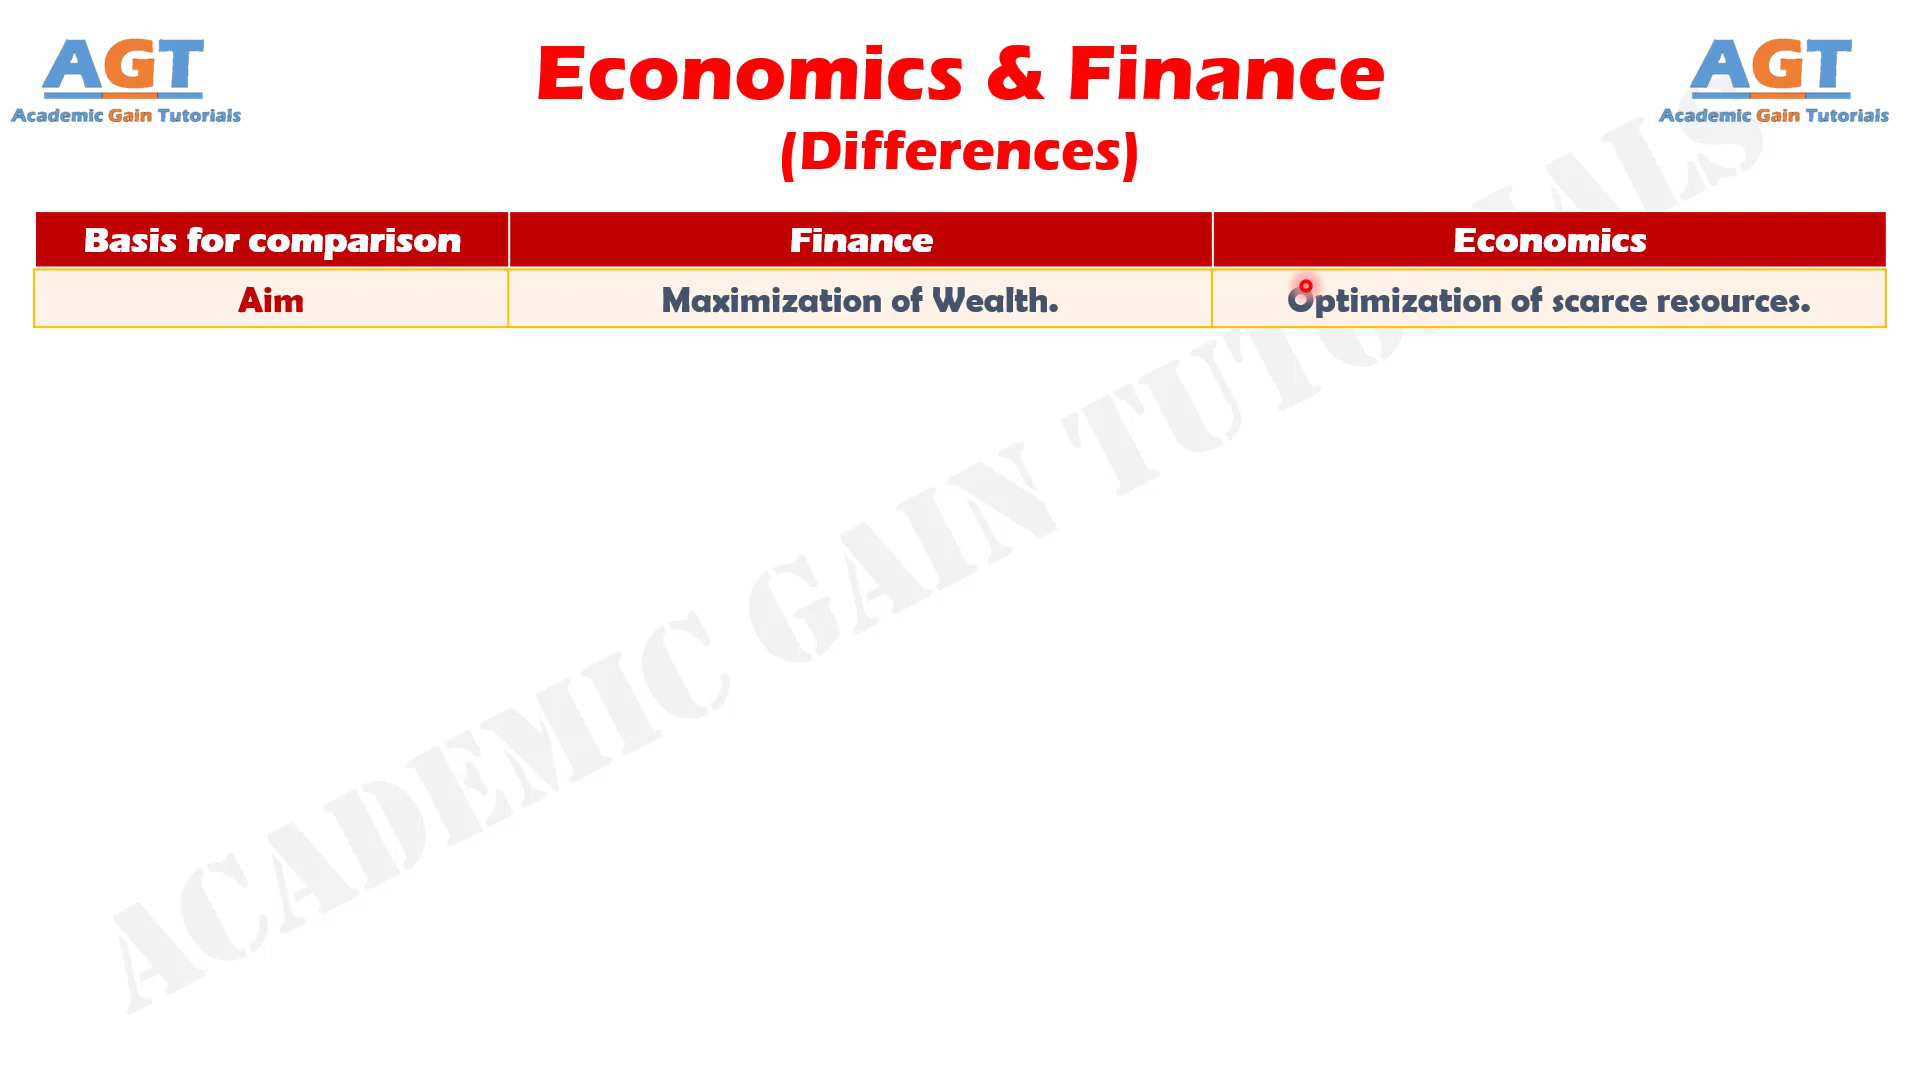 AGT
Academic Gain Tutorials
Economics & Finance
(Differences)
AGT
Academic Gain Tutorials
Basis for comparison Finance Economics
Aim Maximization of Wealth. Optimization of scarce resources.
ACADEMIC GAIN TUTORIALS